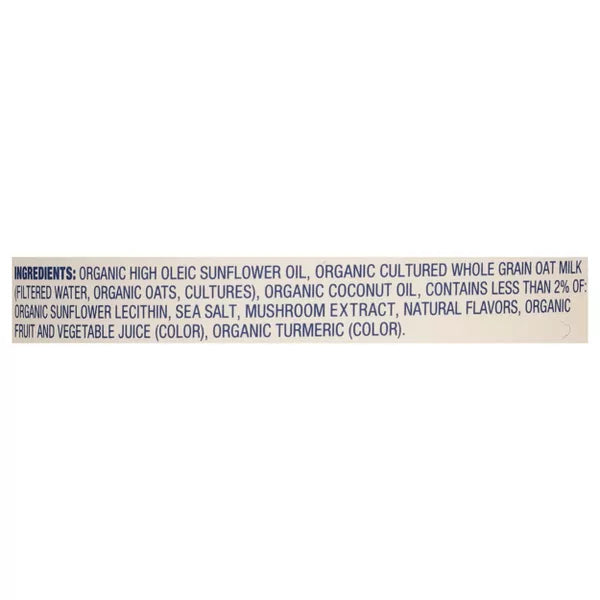 INGREDIENTS: ORGANIC HIGH OLEIC SUNFLOWER OIL, ORGANIC CULTURED WHOLE GRAIN OAT MILK
(FILTERED WATER, ORGANIC OATS, CULTURES), ORGANIC COCONUT OIL, CONTAINS LESS THAN 2% OF:
ORGANIC SUNFLOWER LECITHIN, SEA SALT, MUSHROOM EXTRACT, NATURAL FLAVORS, ORGANIC
FRUIT AND VEGETABLE JUICE (COLOR), ORGANIC TURMERIC (COLOR).